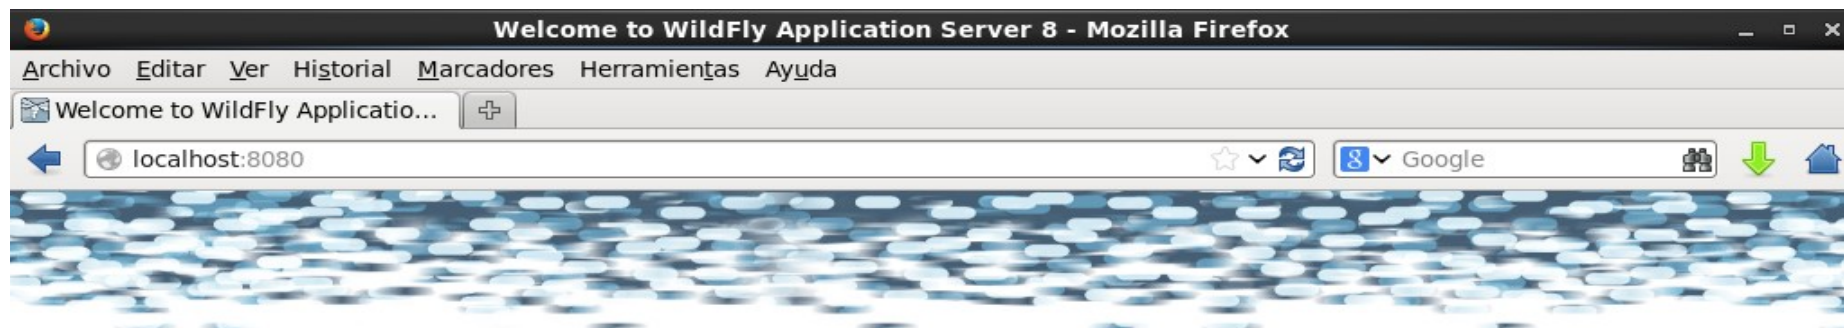 Welcome to WildFly Application Server 8 - Mozilla Firefox
Archivo Editar Ver Historial Marcadores Herramientas Ayuda
Welcome to WildFly Applicatio...
localhost:8080 8 Google